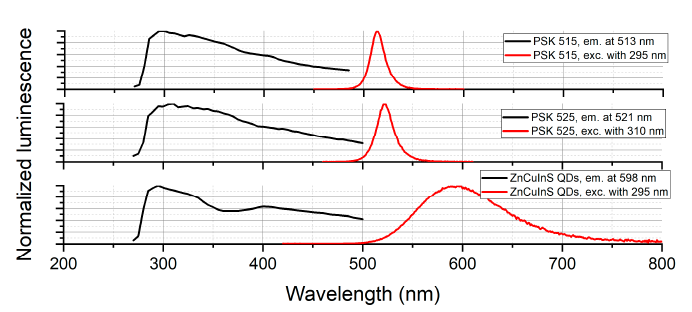 PSK 515, em. at 513 nm
PSK 515, exc. with 295 nm
PSK 525, em. at 521 nm
PSK 525, exc. with 310 nm
ZnCuInS QDs, em. at 598 nm
ZnCuInS QDs, exc. with 295 nm
Normalized luminescence
200 300 400 500 600 700 800
Wavelength (nm)